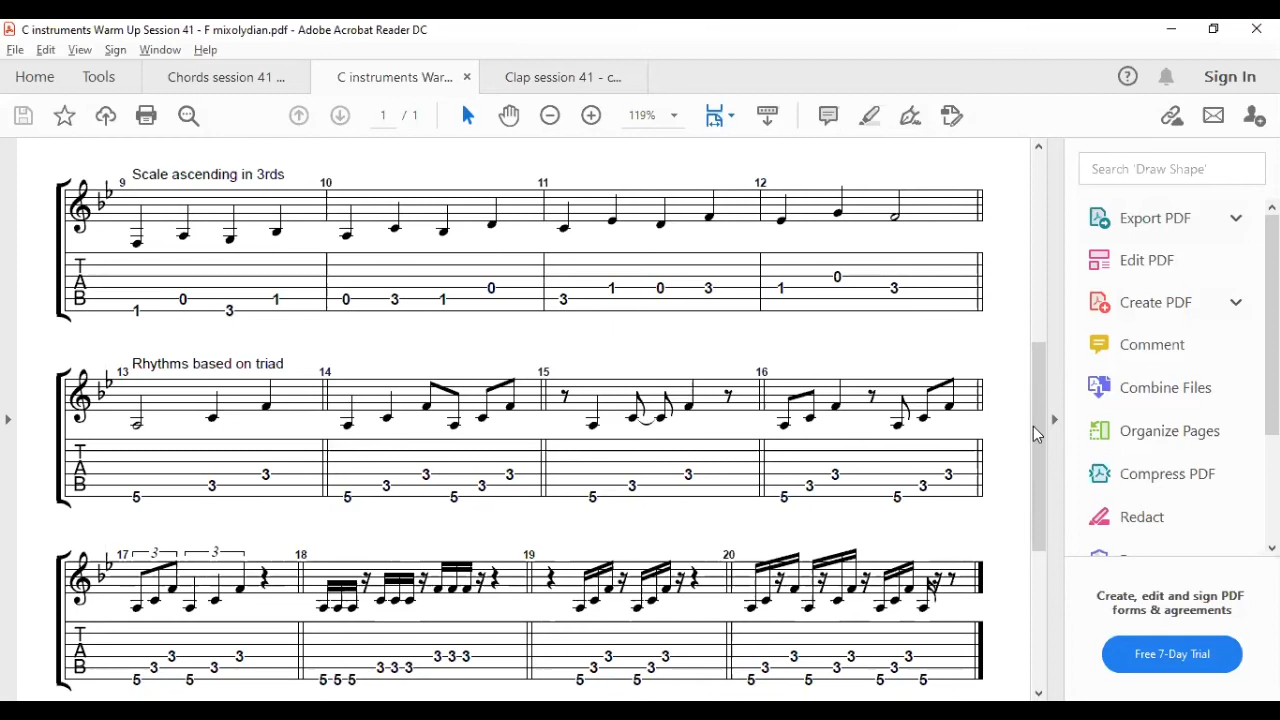 C instruments Warm Up Session 41 - F mixolydian.pdf - Adobe Acrobat Reader DC
File Edit View Sign Window Help
Home Tools Chords session 41 ... C instruments War... × Clap session 41 - c... Sign In
1 / 1 119%
Search 'Draw Shape'
9 Scale ascending in 3rds 10 11 12
T
A
B
1 0 3 1 0 3 1 0 3 1 0 3 1 0 3
13 Rhythms based on triad 14 15 16
T
A
B
5 3 3 5 3 3 5 3 3 5 3 3 5 3 3 5 3 3
17 3 3 18 19 20
T
A
B
5 3 3 5 3 3 5 5 5 3 3 3 3 3 3 5 3 3 5 3 3 5 3 3 5 3 3 5 3 3 5
Export PDF
Edit PDF
Create PDF
Comment
Combine Files
Organize Pages
Compress PDF
Redact
Create, edit and sign PDF
forms & agreements
Free 7-Day Trial